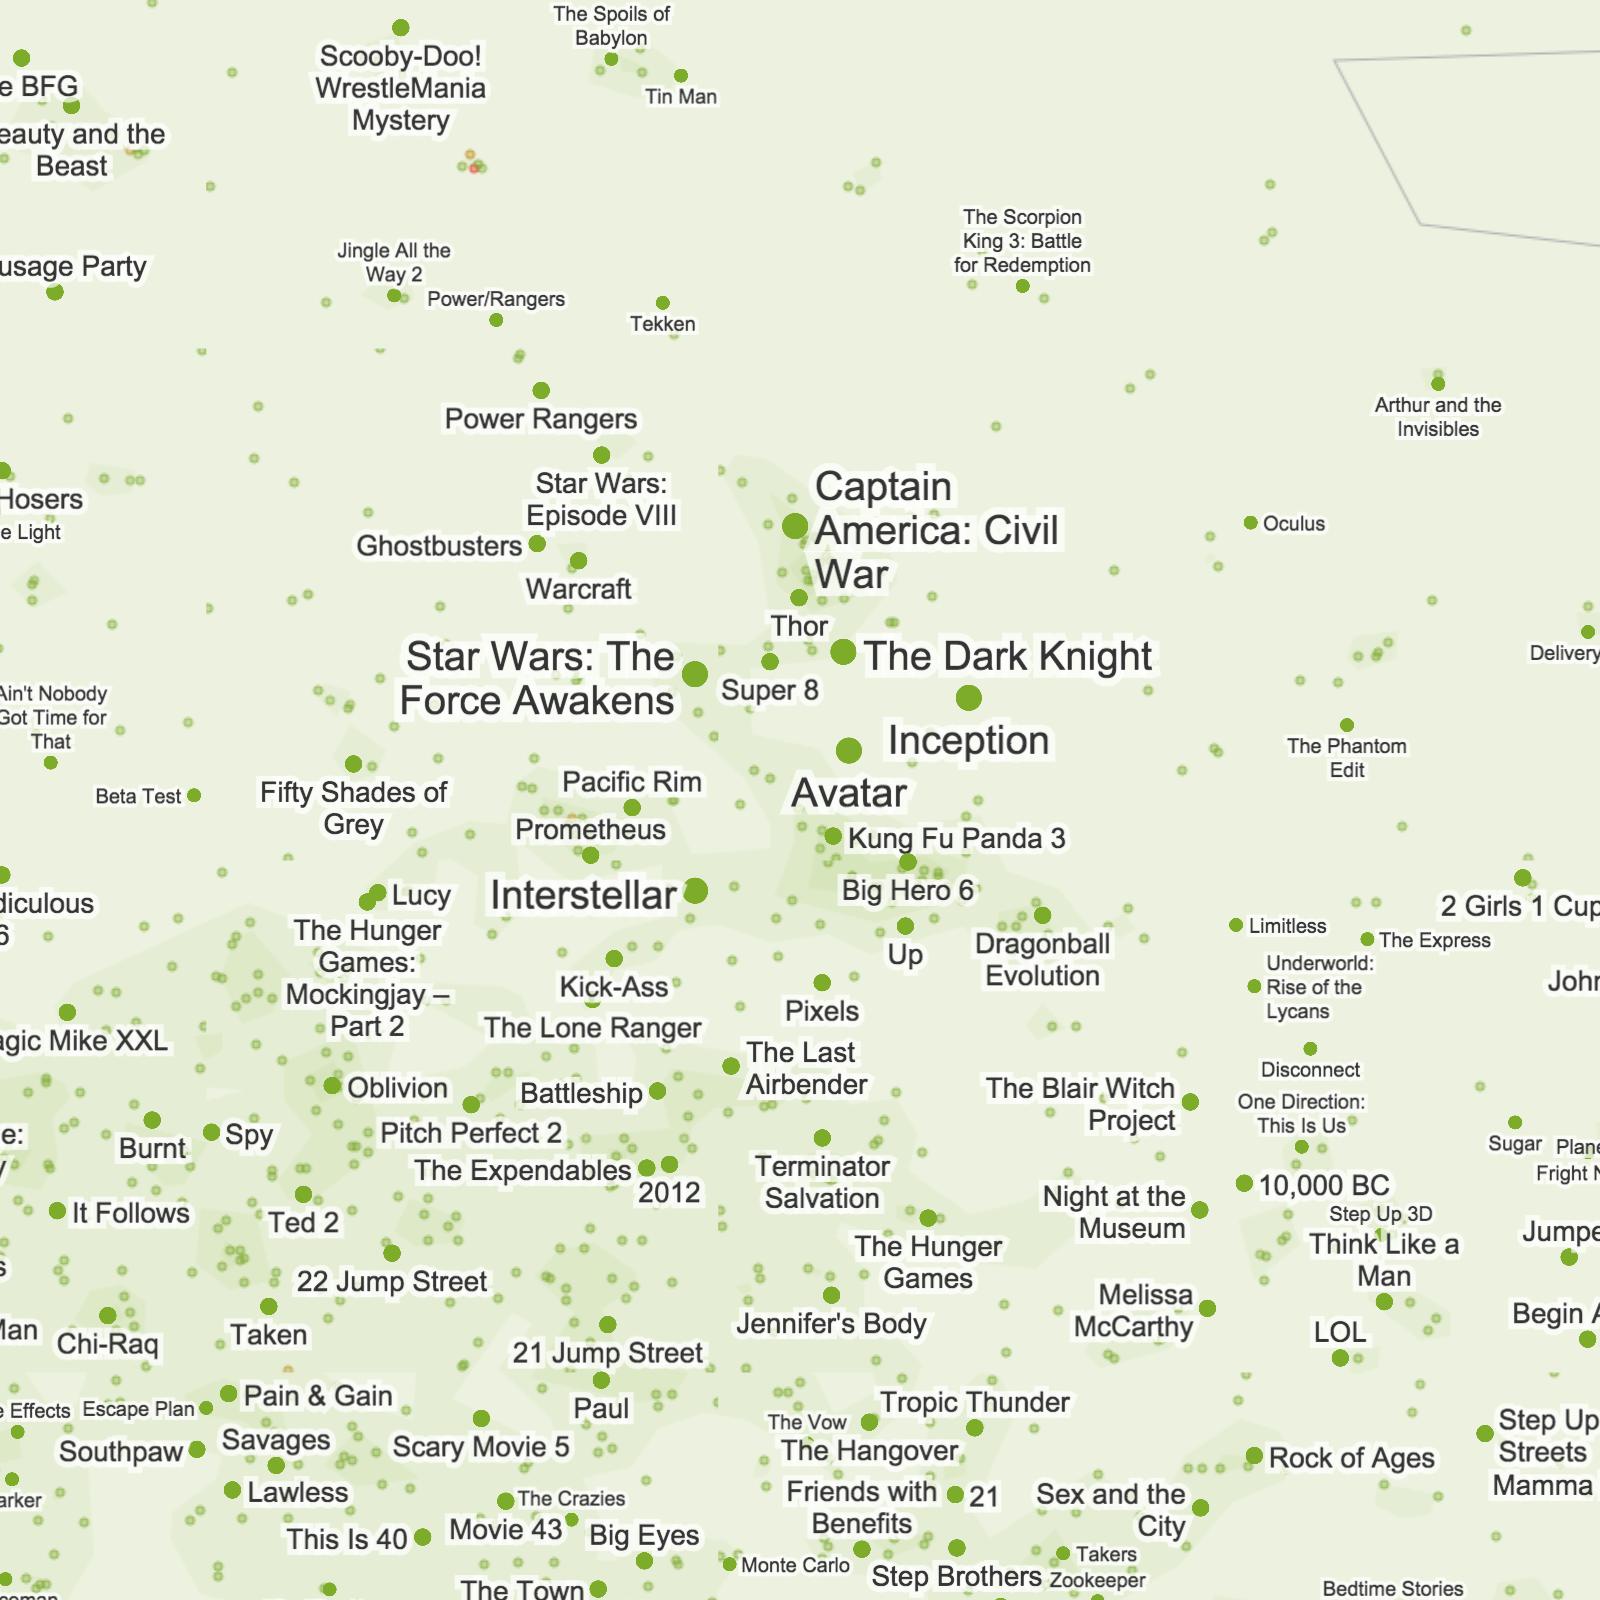 The Spoils of
Babylon
Scooby-Doo!
WrestleMania
Mystery
Tin Man
e BFG
eauty and the
Beast
The Scorpion
King 3: Battle
for Redemption
usage Party
Jingle All the
Way 2
Power/Rangers
Tekken
Arthur and the
Invisibles
Power Rangers
Star Wars:
Episode VIII
Captain
America: Civil
War
Hosers
e Light
Oculus
Ghostbusters
Warcraft
Thor
Star Wars: The
Force Awakens
The Dark Knight
Super 8
Delivery
Ain't Nobody
Got Time for
That
Inception
The Phantom
Edit
Avatar
Beta Test
Fifty Shades of
Grey
Pacific Rim
Prometheus
Kung Fu Panda 3
Big Hero 6
Interstellar
Lucy
diculous
6
2 Girls 1 Cup
The Hunger
Games:
Mockingjay –
Part 2
Up
Dragonball
Evolution
Limitless
The Express
Underworld:
Rise of the
Lycans
John
Kick-Ass
Pixels
The Lone Ranger
agic Mike XXL
The Last
Airbender
Disconnect
Oblivion
Battleship
The Blair Witch
Project
One Direction:
This Is Us
Pitch Perfect 2
Burnt
Spy
e:
y
Sugar
Plane
Fright N
The Expendables
2012
Terminator
Salvation
10,000 BC
Night at the
Museum
Step Up 3D
It Follows
Ted 2
Think Like a
Man
Jumpe
The Hunger
Games
s
22 Jump Street
Melissa
McCarthy
Begin A
Man
Chi-Raq
Taken
Jennifer's Body
LOL
21 Jump Street
Pain & Gain
Paul
Tropic Thunder
e Effects
Escape Plan
The Vow
Step Up
Streets
Southpaw
Savages
Scary Movie 5
The Hangover
Rock of Ages
Mamma
Lawless
The Crazies
Friends with
Benefits
21
Sex and the
City
arker
This Is 40
Movie 43
Big Eyes
Monte Carlo
Step Brothers
Takers
Zookeeper
The Town
Bedtime Stories